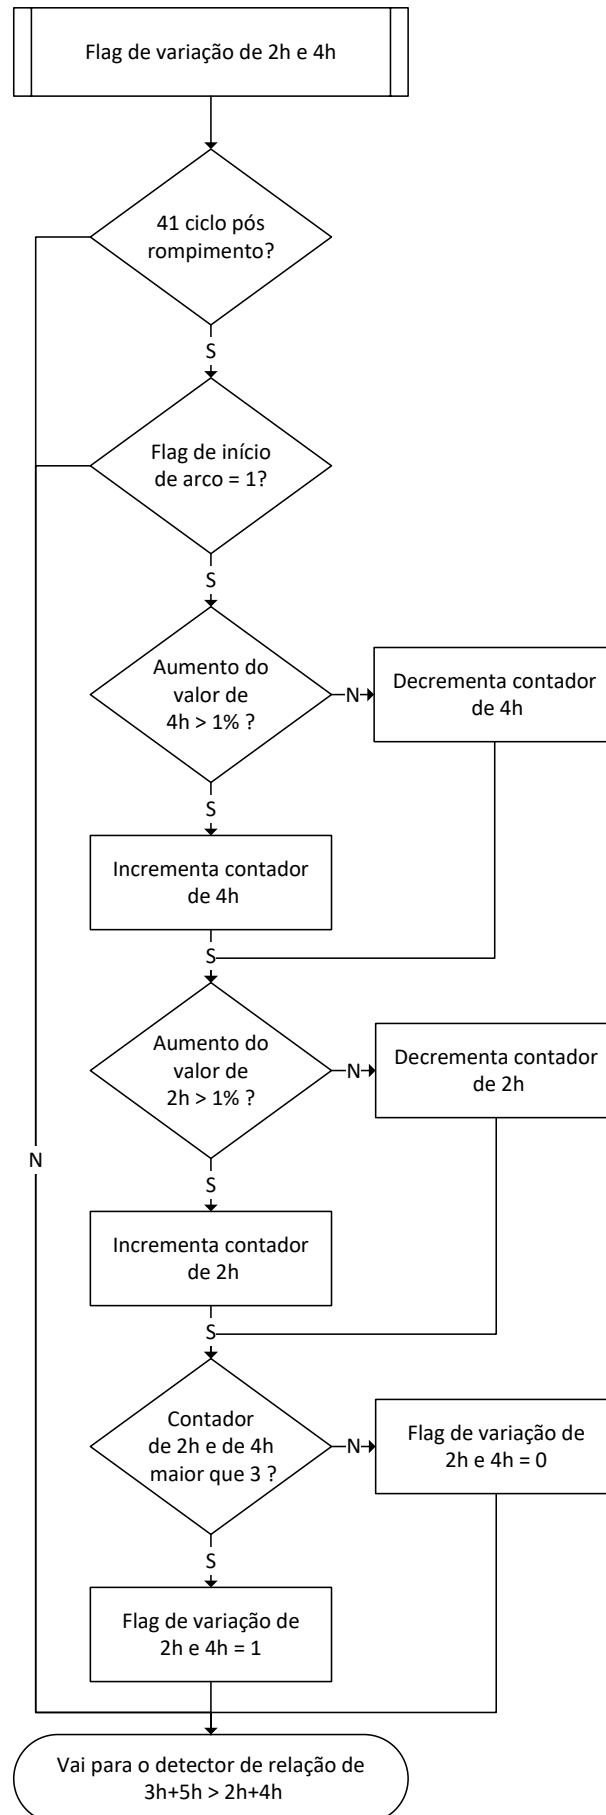 Flag de variação de 2h e 4h
41 ciclo pós
rompimento?
S
Flag de início
de arco = 1?
S
Aumento do
valor de
4h > 1% ?
N
Decrementa contador
de 4h
S
Incrementa contador
de 4h
S
Aumento do
valor de
2h > 1% ?
N
Decrementa contador
de 2h
N
S
Incrementa contador
de 2h
S
Contador
de 2h e de 4h
maior que 3 ?
N
Flag de variação de
2h e 4h = 0
S
Flag de variação de
2h e 4h = 1
Vai para o detector de relação de
3h+5h > 2h+4h